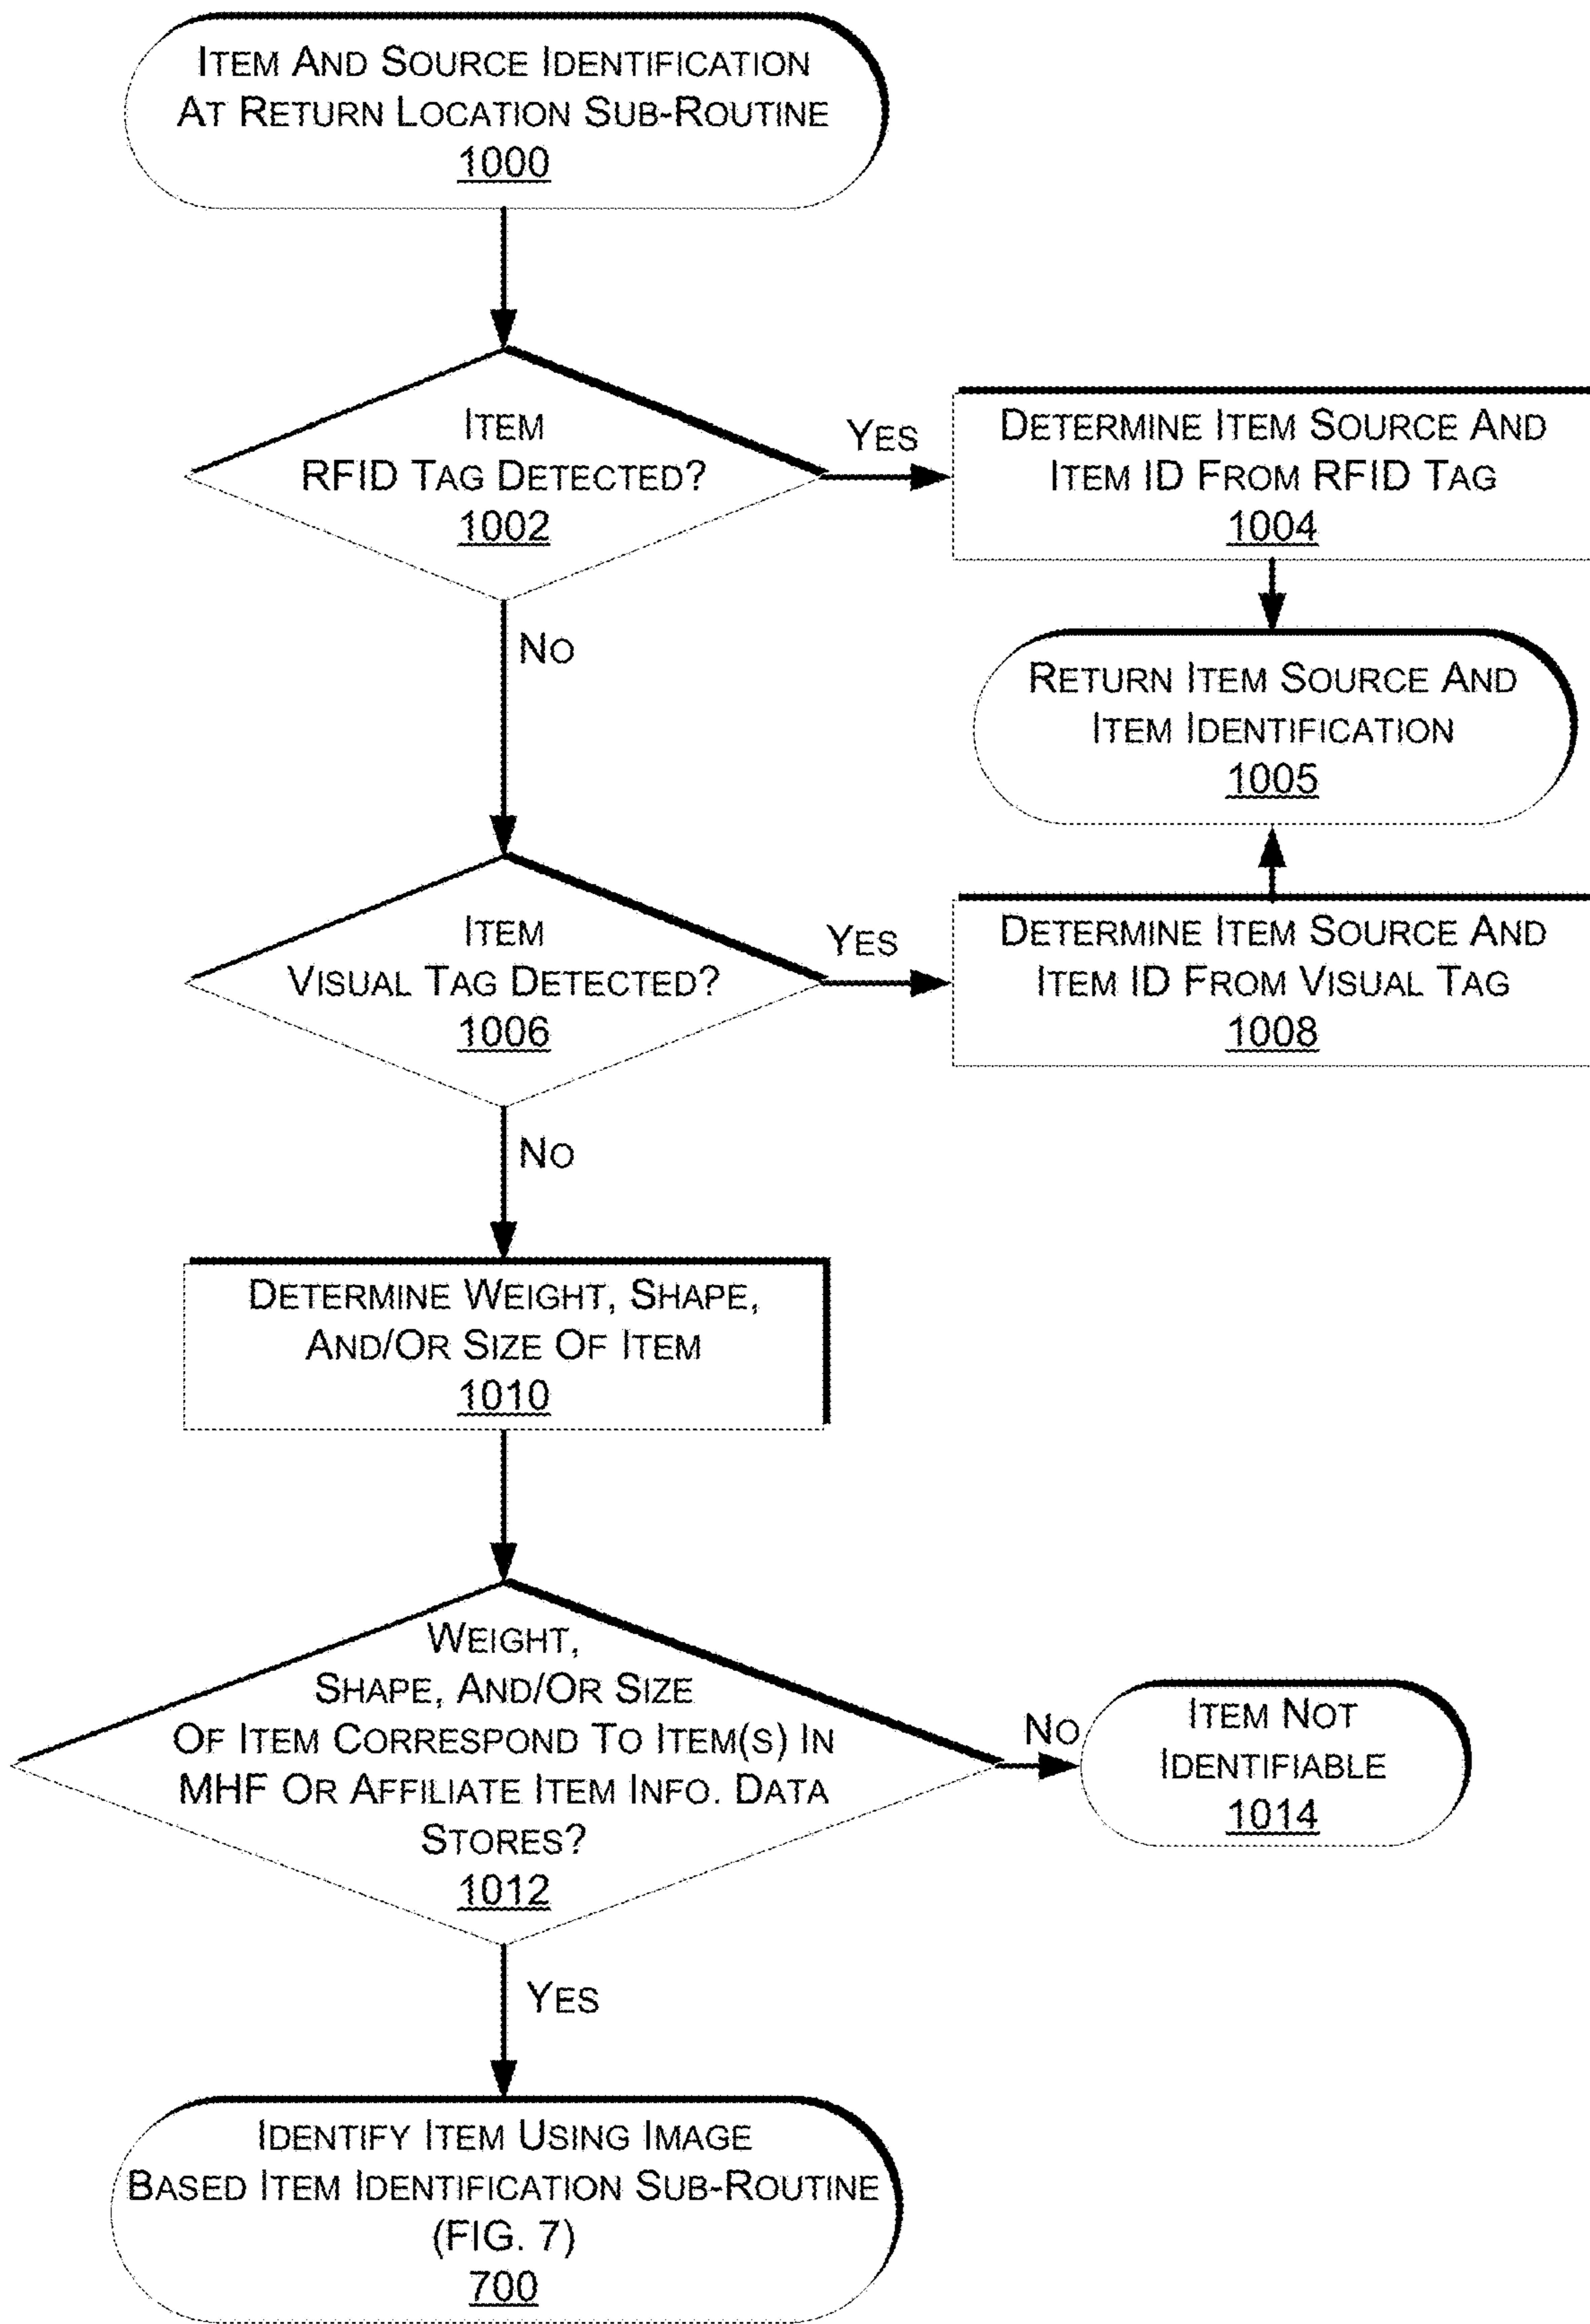 ITEM AND SOURCE IDENTIFICATION
AT RETURN LOCATION SUB-ROUTINE
1000
ITEM
RFID TAG DETECTED?
1002
YES
DETERMINE ITEM SOURCE AND
ITEM ID FROM RFID TAG
1004
NO
RETURN ITEM SOURCE AND
ITEM IDENTIFICATION
1005
ITEM
VISUAL TAG DETECTED?
1006
YES
DETERMINE ITEM SOURCE AND
ITEM ID FROM VISUAL TAG
1008
NO
DETERMINE WEIGHT, SHAPE,
AND/OR SIZE OF ITEM
1010
WEIGHT,
SHAPE, AND/OR SIZE
OF ITEM CORRESPOND TO ITEM(S) IN
MHF OR AFFILIATE ITEM INFO. DATA
STORES?
1012
NO
ITEM NOT
IDENTIFIABLE
1014
YES
IDENTIFY ITEM USING IMAGE
BASED ITEM IDENTIFICATION SUB-ROUTINE
(FIG. 7)
700